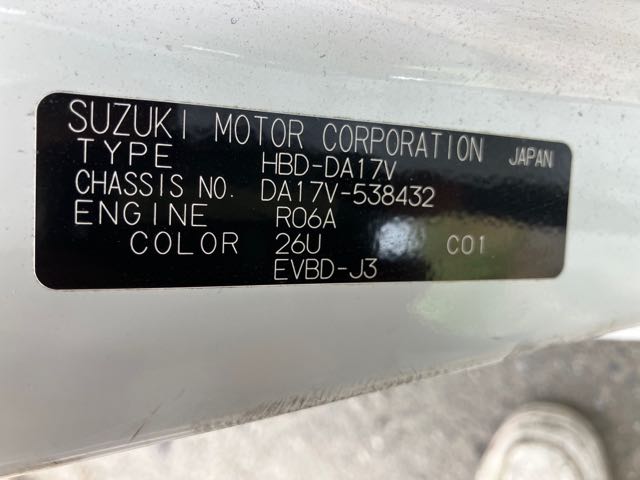 SUZUKI MOTOR CORPORATION JAPAN
TYPE HBD-DA17V
CHASSIS NO. DA17V-538432
ENGINE R06A
COLOR 26U C01
EVBD-J3